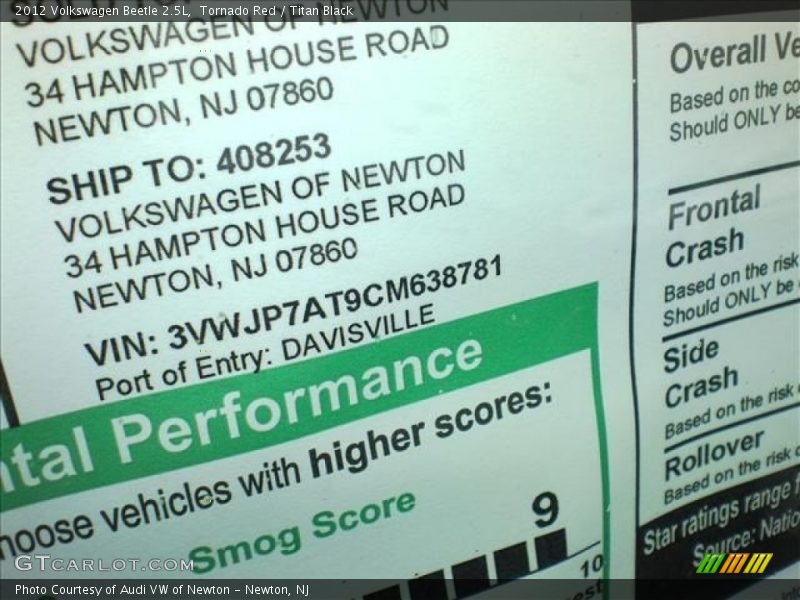 2012 Volkswagen Beetle 2.5L, Tornado Red / Titan Black
VOLKSWAGEN OF NEWTON
34 HAMPTON HOUSE ROAD
NEWTON, NJ 07860
SHIP TO: 408253
VOLKSWAGEN OF NEWTON
34 HAMPTON HOUSE ROAD
NEWTON, NJ 07860
VIN: 3VWJP7AT9CM638781
Port of Entry: DAVISVILLE
ntal Performance
hoose vehicles with higher scores:
Smog Score
9
10
Overall Ve
Based on the co
Should ONLY be
Frontal
Crash
Based on the risk
Should ONLY be
Side
Crash
Based on the risk
Rollover
Based on the risk
Star ratings range
Source: Natio
GTCARLOT.COM
Photo Courtesy of Audi VW of Newton - Newton, NJ